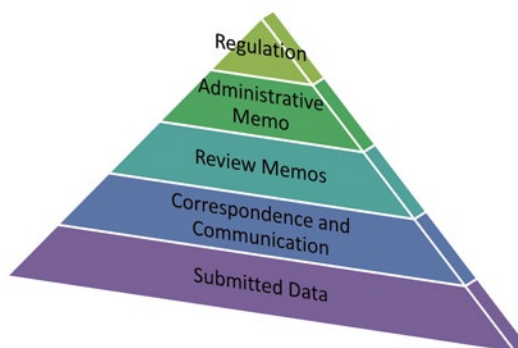 Regulation
Administrative
Memo
Review Memos
Correspondence and
Communication
Submitted Data